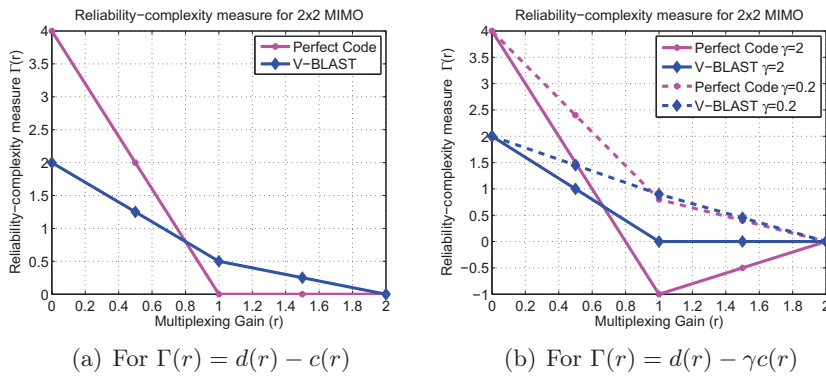 Reliability−complexity measure for 2x2 MIMO
Reliability−complexity measure Γ(r)
4
3.5
3
2.5
2
1.5
1
0.5
0
Perfect Code
V−BLAST
0 0.2 0.4 0.6 0.8 1 1.2 1.4 1.6 1.8 2
Multiplexing Gain (r)
(a) For Γ(r) = d(r) − c(r)
Reliability−complexity measure for 2x2 MIMO
Reliability−complexity measure Γ(r)
4
3.5
3
2.5
2
1.5
1
0.5
0
−0.5
−1
Perfect Code γ=2
V−BLAST γ=2
Perfect Code γ=0.2
V−BLAST γ=0.2
0 0.2 0.4 0.6 0.8 1 1.2 1.4 1.6 1.8 2
Multiplexing Gain (r)
(b) For Γ(r) = d(r) − γc(r)